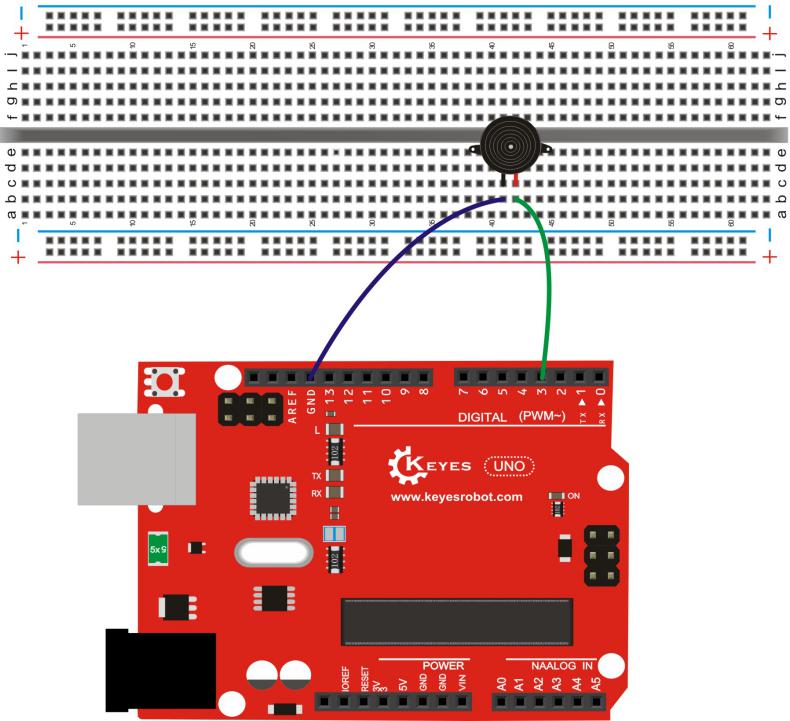 − −
+ +
1 5 10 15 20 25 30 35 40 45 50 55 60
j j
i i
h h
g g
f f
e e
d d
c c
b b
a a
1 5 10 15 20 25 30 35 40 45 50 55 60
− −
+ +
AREF GND 13 12 11 10 9 8 7 6 5 4 3 2 TX ▶ 1 RX ▶ 0
DIGITAL (PWM~)
L
102
TX
RX
KEYES UNO
www.keyesrobot.com
ON
102
5x5
102
POWER NAALOG IN
IOREF RESET 3V3 5V GND GND VIN A0 A1 A2 A3 A4 A5